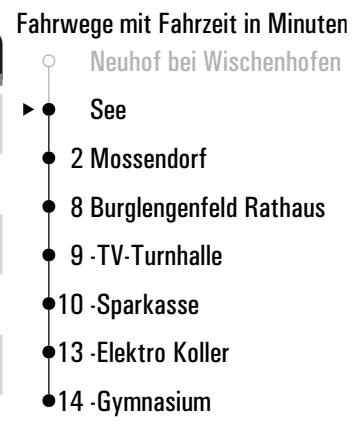 Fahrwege mit Fahrzeit in Minuten
Neuhof bei Wischenhofen
See
2 Mossendorf
8 Burglengenfeld Rathaus
9 -TV-Turnhalle
10 -Sparkasse
13 -Elektro Koller
14 -Gymnasium